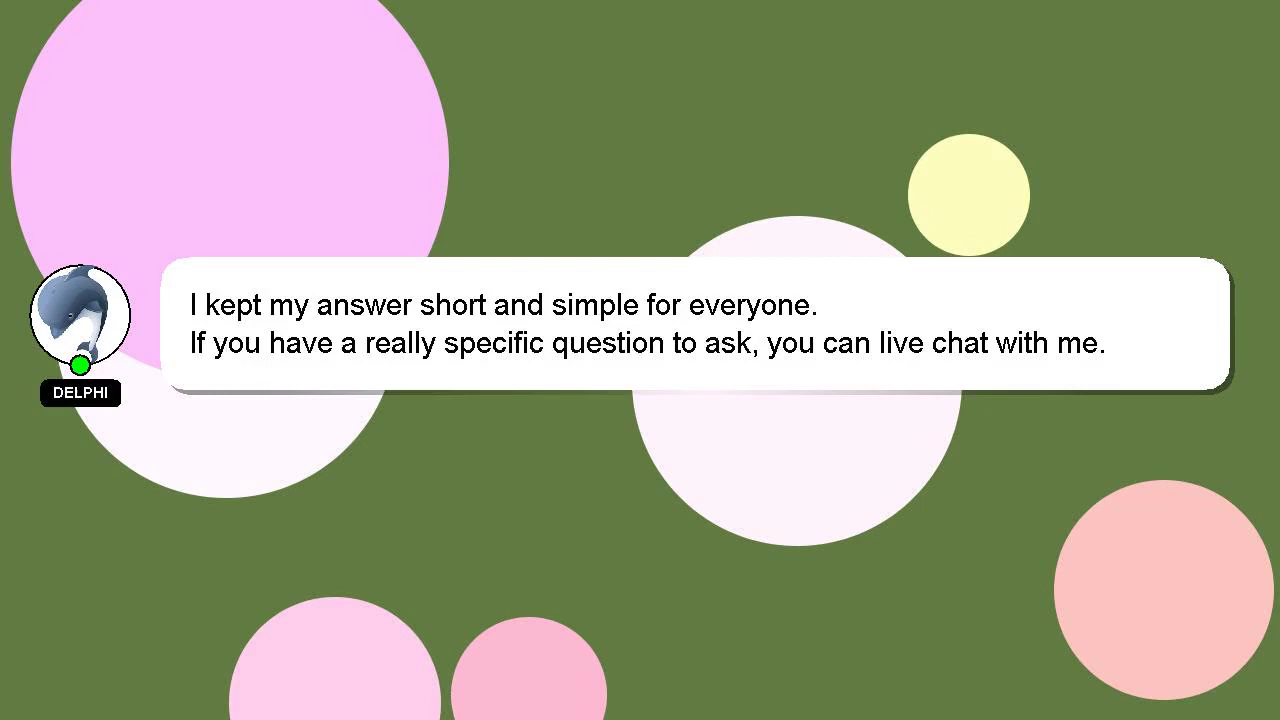 I kept my answer short and simple for everyone.
If you have a really specific question to ask, you can live chat with me.
DELPHI